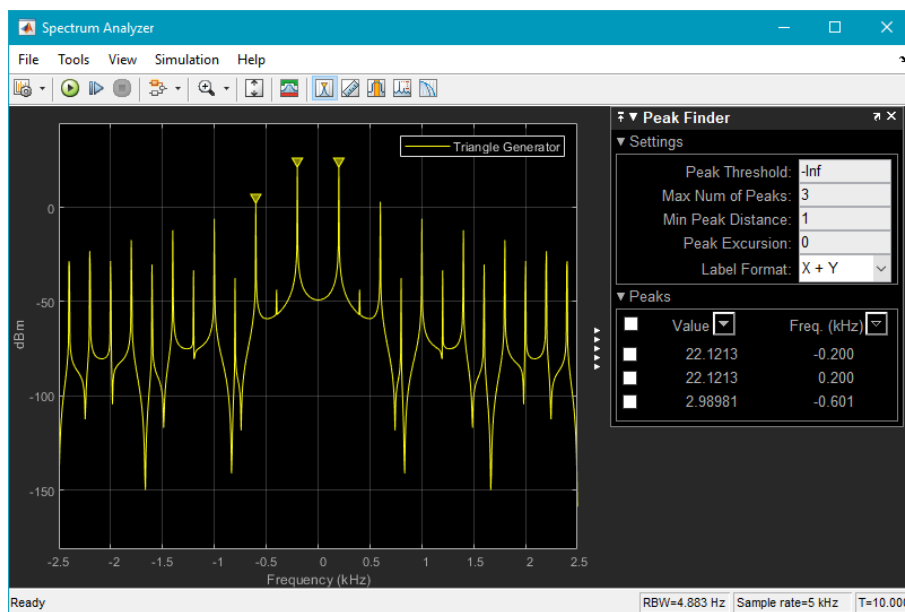 Spectrum Analyzer
File Tools View Simulation Help
Peak Finder
Settings
Peak Threshold: -Inf
Max Num of Peaks: 3
Min Peak Distance: 1
Peak Excursion: 0
Label Format: X + Y
Peaks
Value Freq. (kHz)
22.1213 -0.200
22.1213 0.200
2.98981 -0.601
Triangle Generator
0
-50
-100
-150
dBm
-2.5 -2 -1.5 -1 -0.5 0 0.5 1 1.5 2 2.5
Frequency (kHz)
Ready RBW=4.883 Hz Sample rate=5 kHz